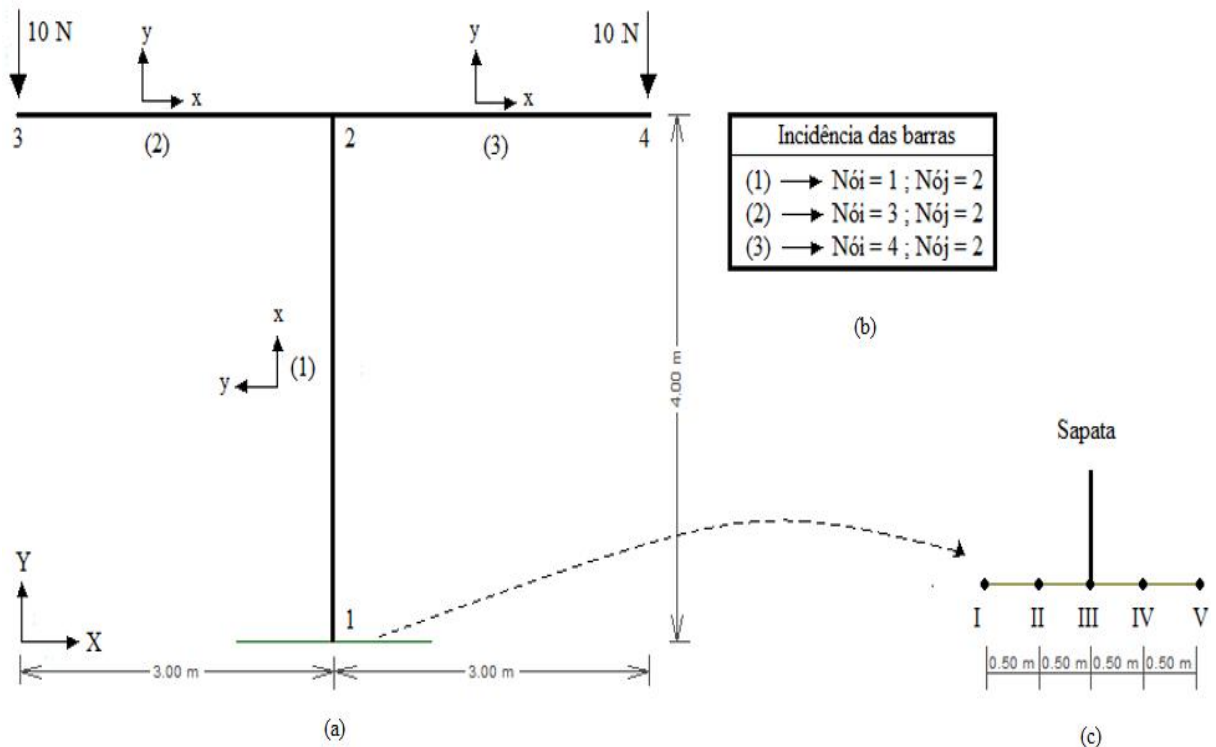 10 N
10 N
y
x
y
x
3
(2)
2
(3)
4
Incidência das barras
(1) → Nói = 1 ; Nój = 2
(2) → Nói = 3 ; Nój = 2
(3) → Nói = 4 ; Nój = 2
(b)
x
y
(1)
4.00 m
Sapata
Y
X
1
I II III IV V
3.00 m
3.00 m
0.50 m 0.50 m 0.50 m 0.50 m
(a)
(c)